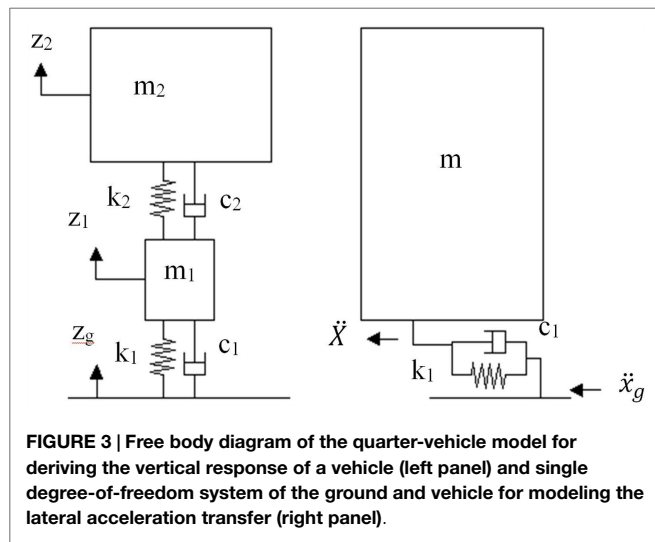 z₂
m₂
k₂
c₂
z₁
m₁
z_g
k₁
c₁
m
Ẍ
c₁
k₁
ẍ_g
FIGURE 3 | Free body diagram of the quarter-vehicle model for
deriving the vertical response of a vehicle (left panel) and single
degree-of-freedom system of the ground and vehicle for modeling the
lateral acceleration transfer (right panel).